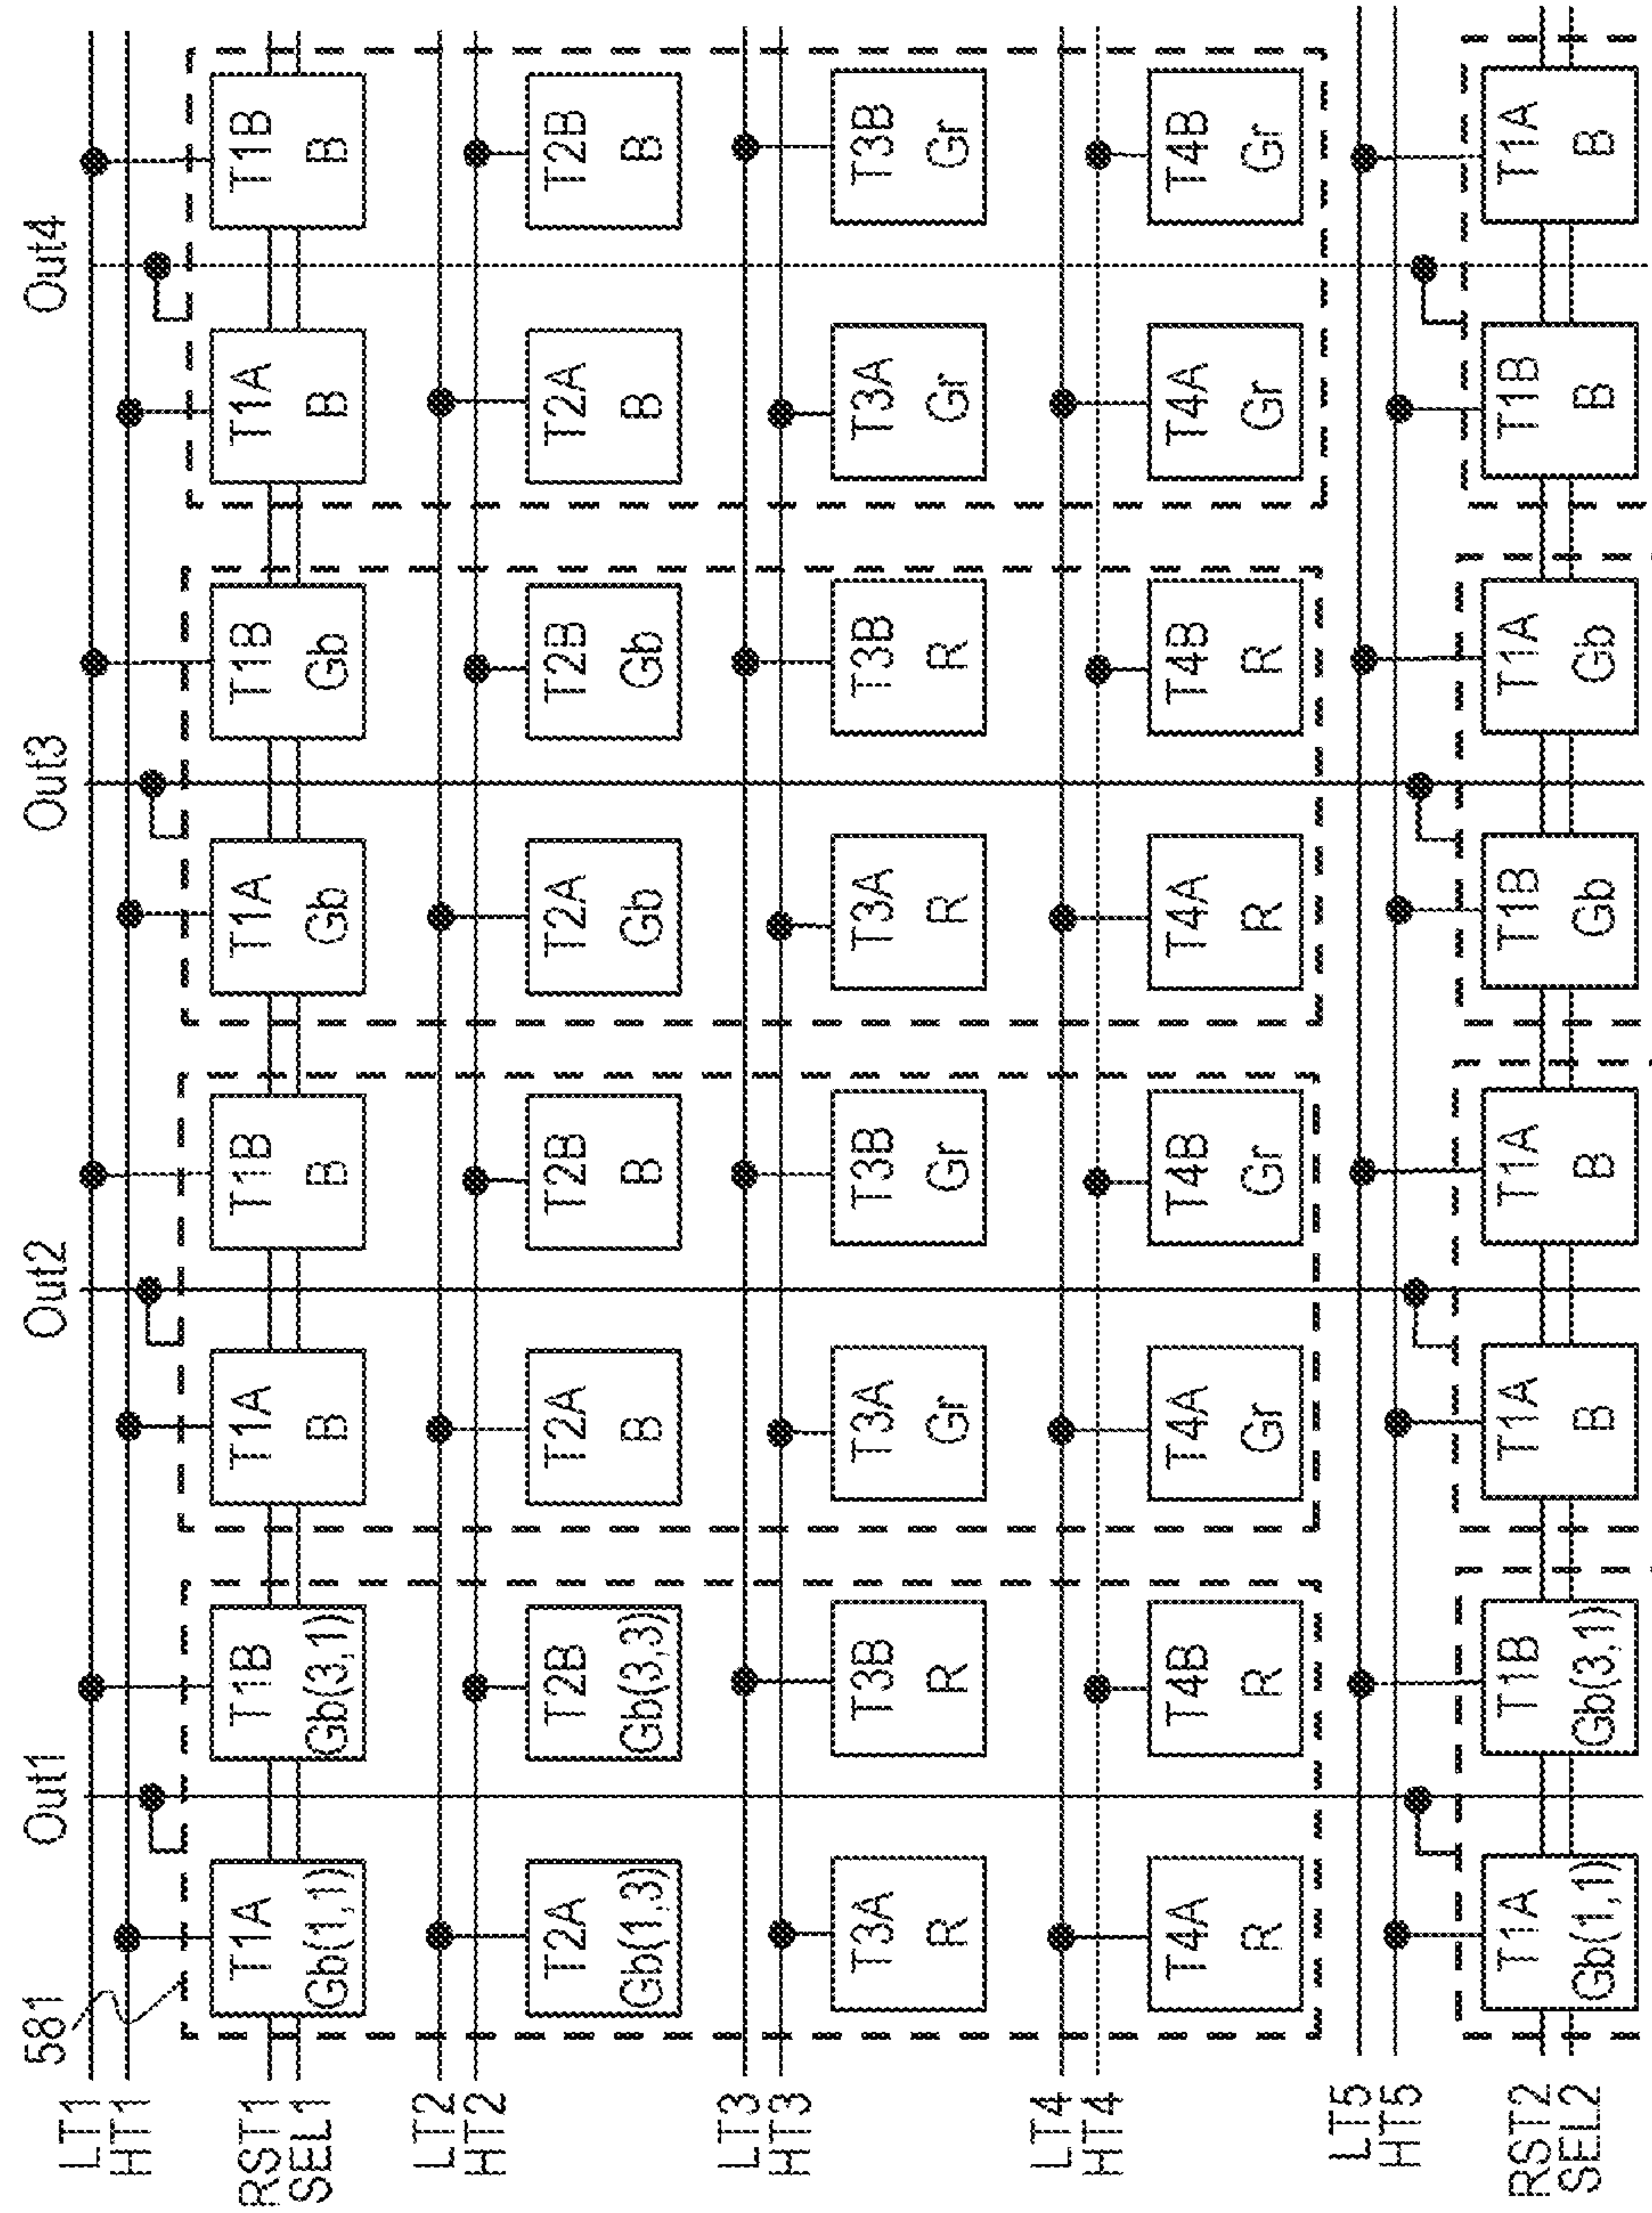 581 Out1 Out2 Out3 Out4
LT1
HT1
RST1 T1A T1B T1A T1B T1A T1B T1A T1B
SEL1 Gb(1,1) Gb(3,1) B B Gb Gb B B
LT2
HT2
T2A T2B T2A T2B T2A T2B T2A T2B
Gb(1,3) Gb(3,3) B B Gb Gb B B
LT3
HT3
T3A T3B T3A T3B T3A T3B T3A T3B
R R Gr Gr R R Gr Gr
LT4
HT4
T4A T4B T4A T4B T4A T4B T4A T4B
R R Gr Gr R R Gr Gr
LT5
HT5
RST2 T1A T1B T1A T1A T1B T1A T1B T1A
SEL2 Gb(1,1) Gb(3,1) B B Gb Gb B B